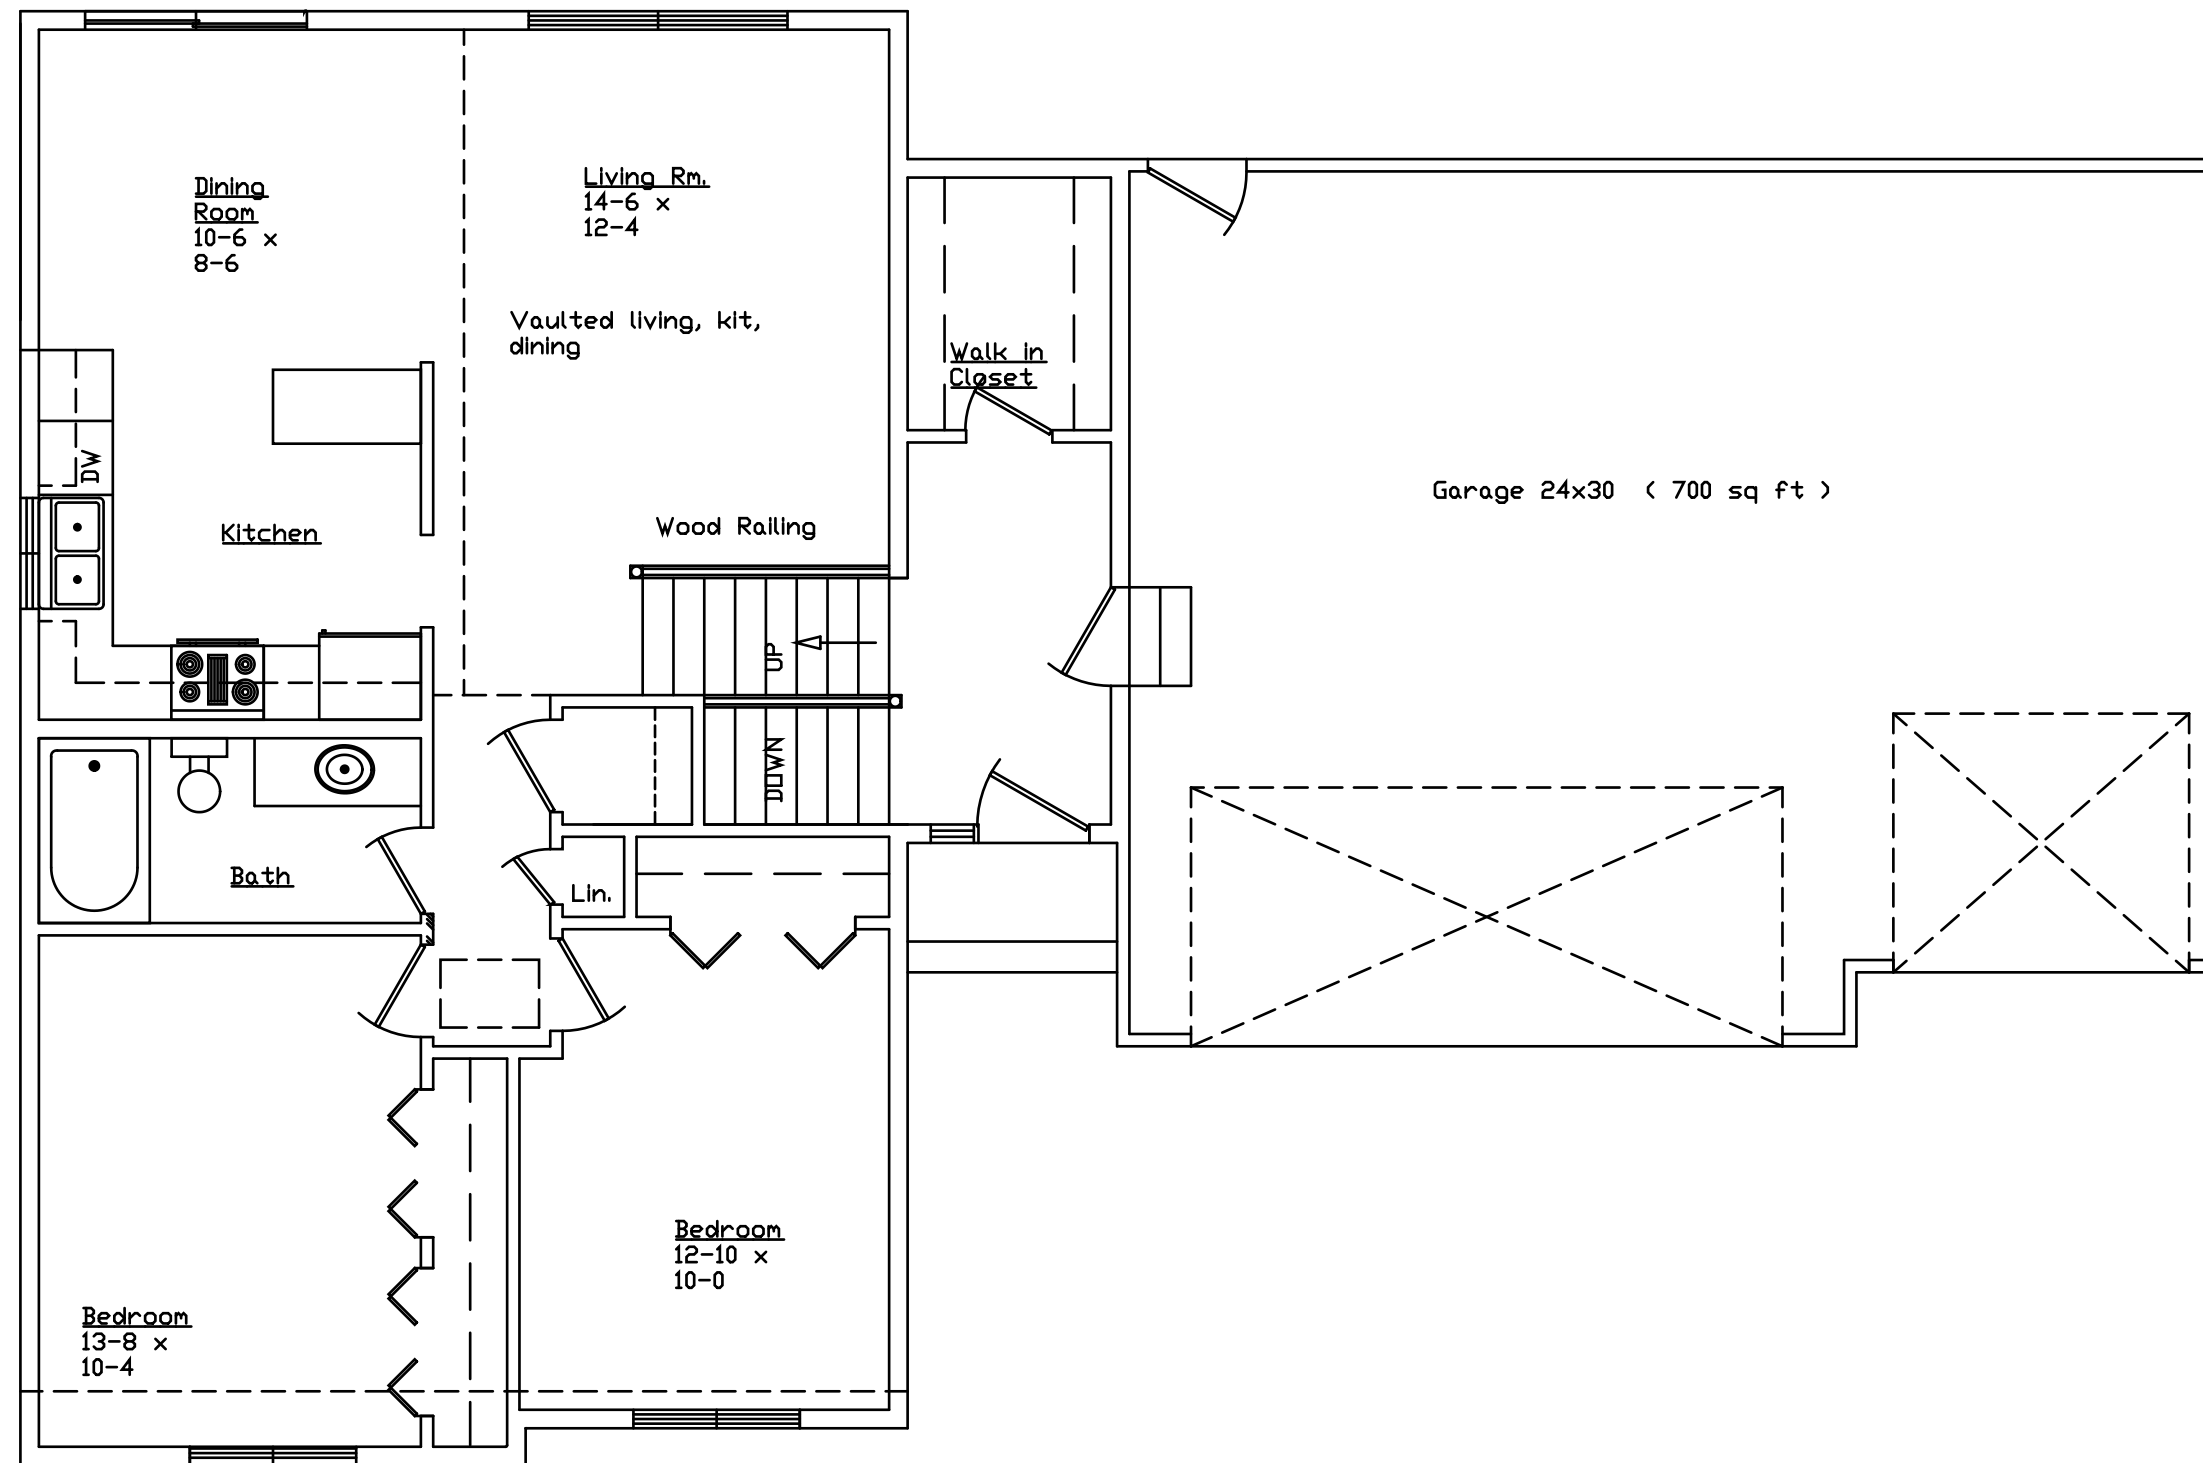 Dining
Room
10-6 x
8-6
Living Rm.
14-6 x
12-4
Vaulted living, kit,
dining
Walk in
Closet
DW
Kitchen
Wood Railing
Garage 24x30 ( 700 sq ft )
UP
DOWN
Bath
Lin.
Bedroom
12-10 x
10-0
Bedroom
13-8 x
10-4